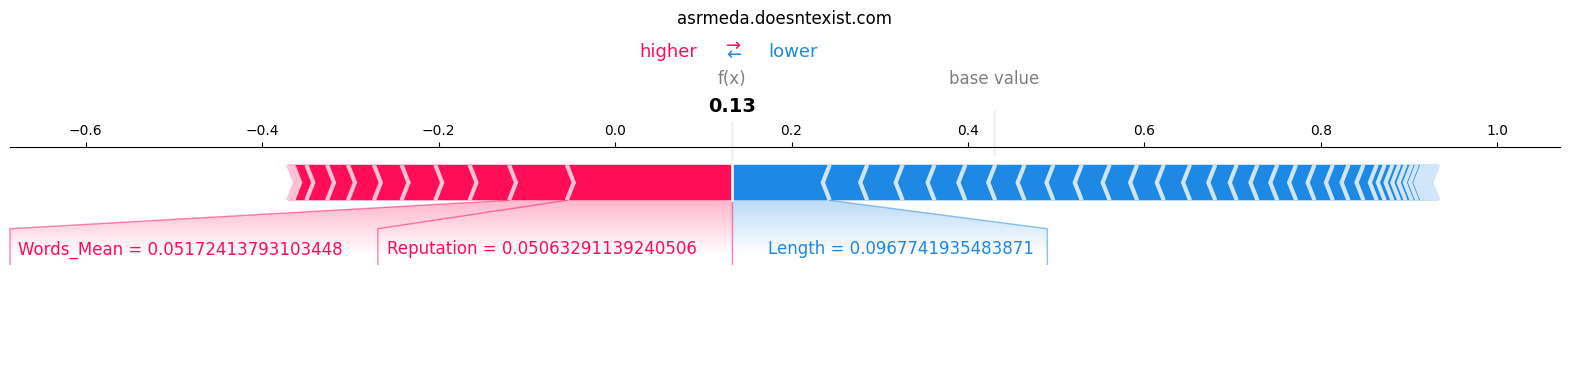 asrmeda.doesntexist.com
higher → ← lower
f(x) base value
0.13
−0.6 −0.4 −0.2 0.0 0.2 0.4 0.6 0.8 1.0
Words_Mean = 0.05172413793103448 Reputation = 0.05063291139240506 Length = 0.0967741935483871